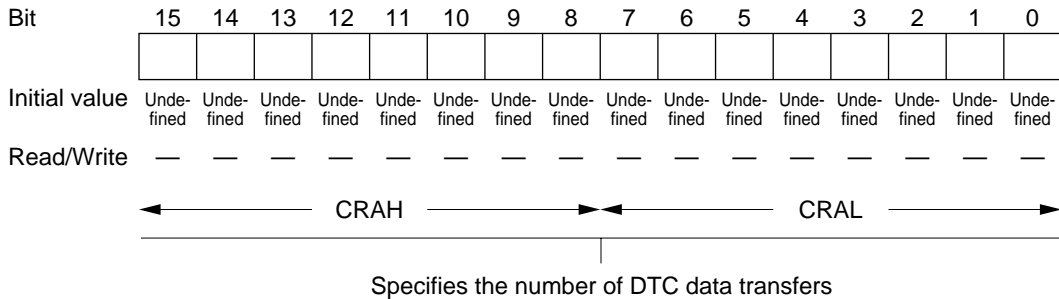 Bit 15 14 13 12 11 10 9 8 7 6 5 4 3 2 1 0
Initial value Unde- Unde- Unde- Unde- Unde- Unde- Unde- Unde- Unde- Unde- Unde- Unde- Unde- Unde- Unde- Unde-
fined fined fined fined fined fined fined fined fined fined fined fined fined fined fined fined
Read/Write — — — — — — — — — — — — — — — —
CRAH CRAL
Specifies the number of DTC data transfers